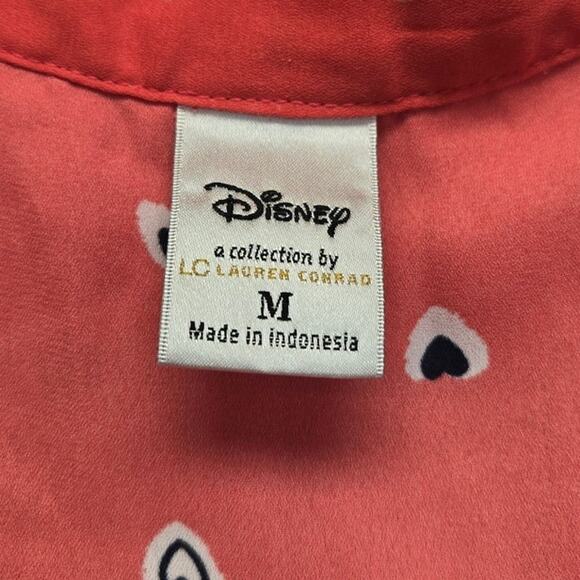 Disney
a collection by
LC LAUREN CONRAD
M
Made in Indonesia